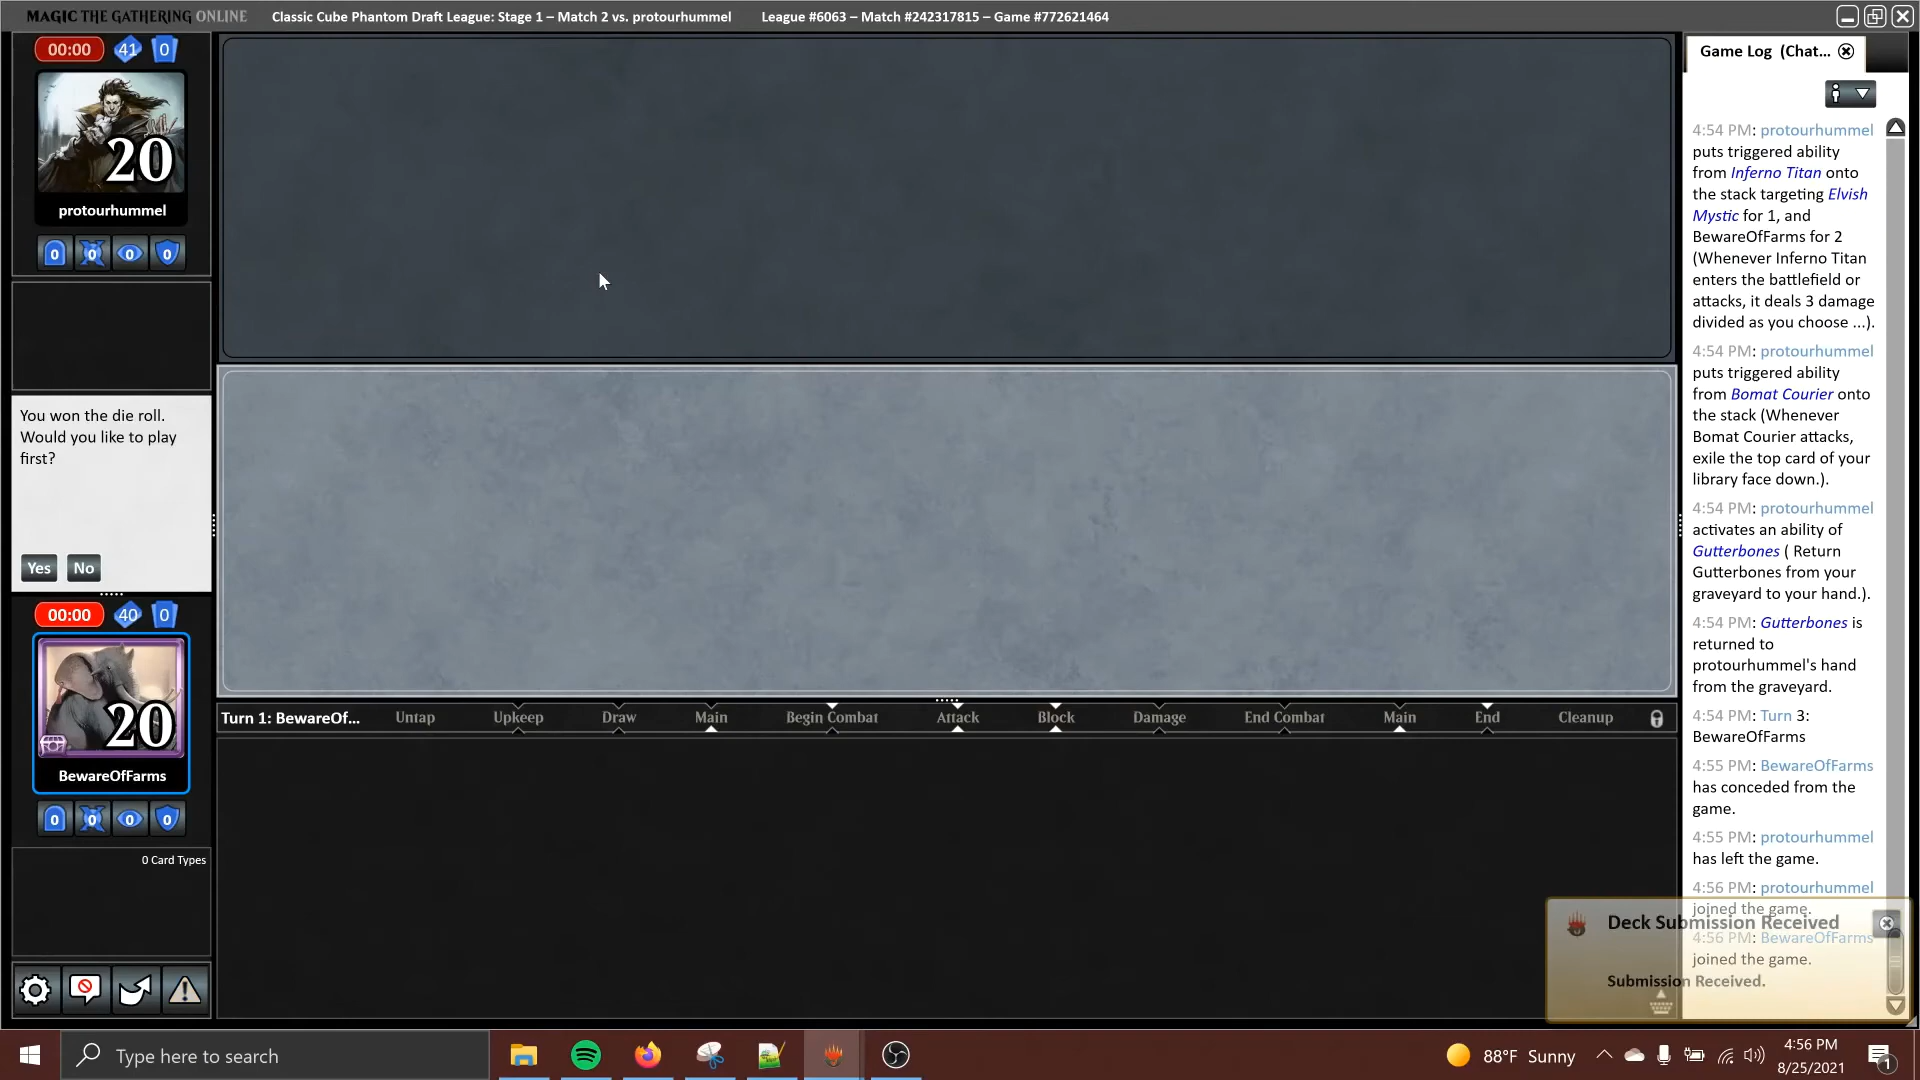 MAGIC THE GATHERING ONLINE
Classic Cube Phantom Draft League: Stage 1 – Match 2 vs. protourhummel
League #6063 – Match #242317815 – Game #772621464
00:00 41 0
20
protourhummel
0 0 0 0
You won the die roll.
Would you like to play
first?
Yes No
00:00 40 0
20
BewareOfFarms
0 0 0 0
0 Card Types
Turn 1: BewareOf...
Untap Upkeep Draw Main Begin Combat Attack Block Damage End Combat Main End Cleanup
Game Log (Chat...
4:54 PM: protourhummel
puts triggered ability
from Inferno Titan onto
the stack targeting Elvish
Mystic for 1, and
BewareOfFarms for 2
(Whenever Inferno Titan
enters the battlefield or
attacks, it deals 3 damage
divided as you choose ...).
4:54 PM: protourhummel
puts triggered ability
from Bomat Courier onto
the stack (Whenever
Bomat Courier attacks,
exile the top card of your
library face down.).
4:54 PM: protourhummel
activates an ability of
Gutterbones ( Return
Gutterbones from your
graveyard to your hand.).
4:54 PM: Gutterbones is
returned to
protourhummel's hand
from the graveyard.
4:54 PM: Turn 3:
BewareOfFarms
4:55 PM: BewareOfFarms
has conceded from the
game.
4:55 PM: protourhummel
has left the game.
4:56 PM: protourhummel
joined the game.
4:56 PM: BewareOfFarms
joined the game.
Deck Submission Received
Submission Received.
Type here to search
88°F Sunny
4:56 PM
8/25/2021
1